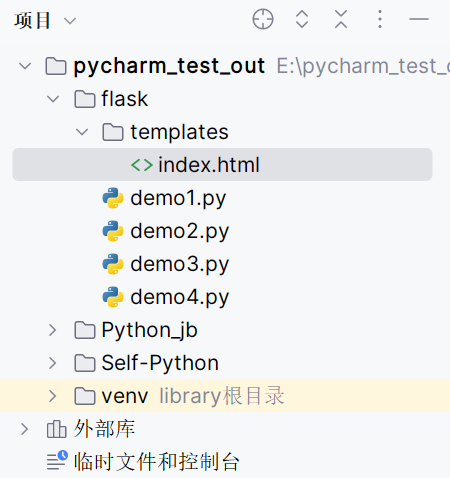 项目
pycharm_test_out E:\pycharm_test_
flask
templates
<> index.html
demo1.py
demo2.py
demo3.py
demo4.py
Python_jb
Self-Python
venv library根目录
外部库
临时文件和控制台